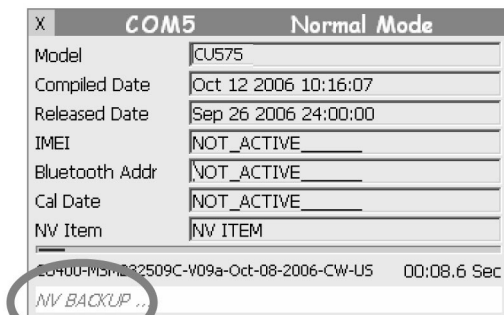 X COM5 Normal Mode
Model CU575
Compiled Date Oct 12 2006 10:16:07
Released Date Sep 26 2006 24:00:00
IMEI NOT_ACTIVE______
Bluetooth Addr NOT_ACTIVE______
Cal Date NOT_ACTIVE______
NV Item NV ITEM
00:08.6 Sec
NV BACKUP ...